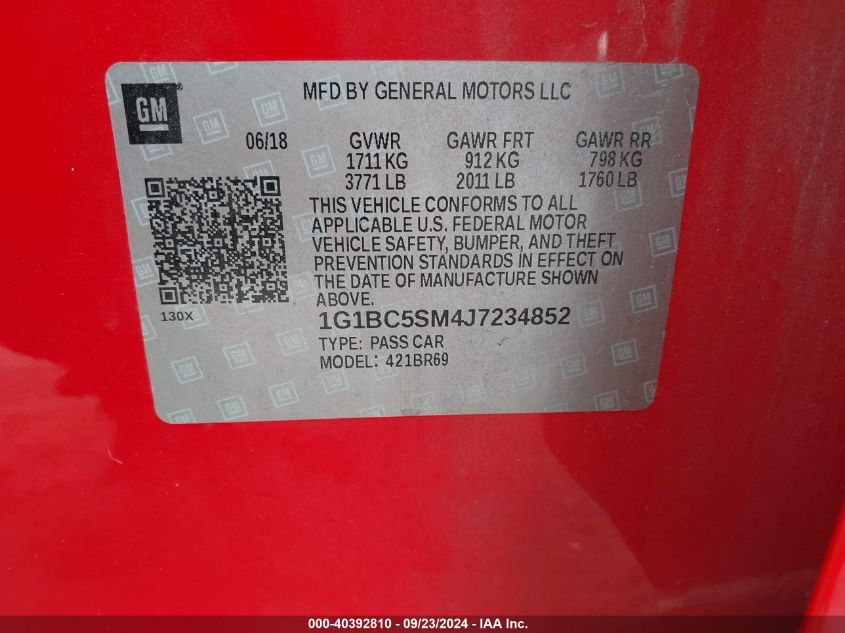 GM
MFD BY GENERAL MOTORS LLC
06/18 GVWR GAWR FRT GAWR RR
1711 KG 912 KG 798 KG
3771 LB 2011 LB 1760 LB
THIS VEHICLE CONFORMS TO ALL
APPLICABLE U.S. FEDERAL MOTOR
VEHICLE SAFETY, BUMPER, AND THEFT
PREVENTION STANDARDS IN EFFECT ON
THE DATE OF MANUFACTURE SHOWN
ABOVE.
130X
1G1BC5SM4J7234852
TYPE: PASS CAR
MODEL: 421BR69
000-40392810 - 09/23/2024 - IAA Inc.